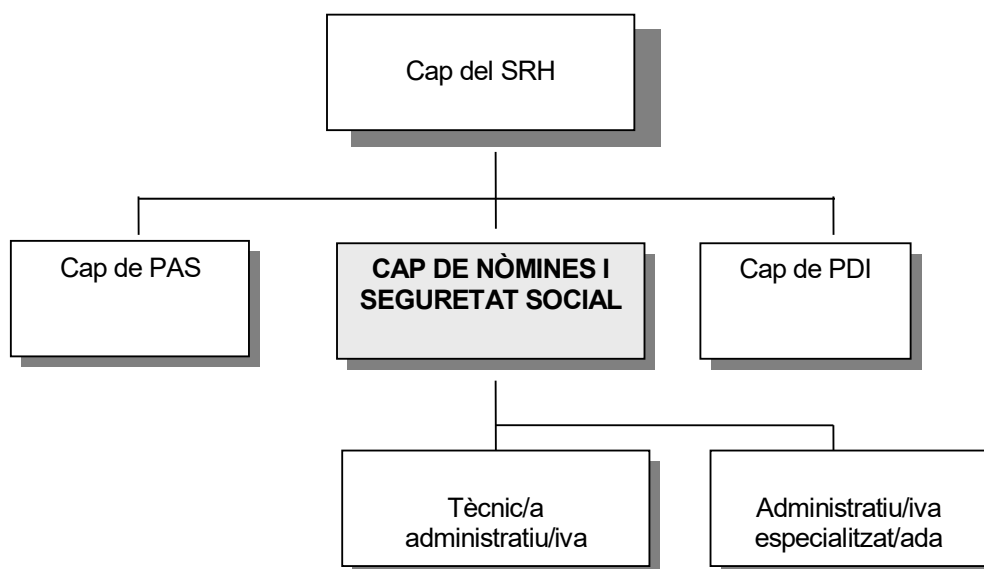 Cap del SRH
Cap de PAS
CAP DE NÒMINES I
SEGURETAT SOCIAL
Cap de PDI
Tècnic/a
administratiu/iva
Administratiu/iva
especialitzat/ada